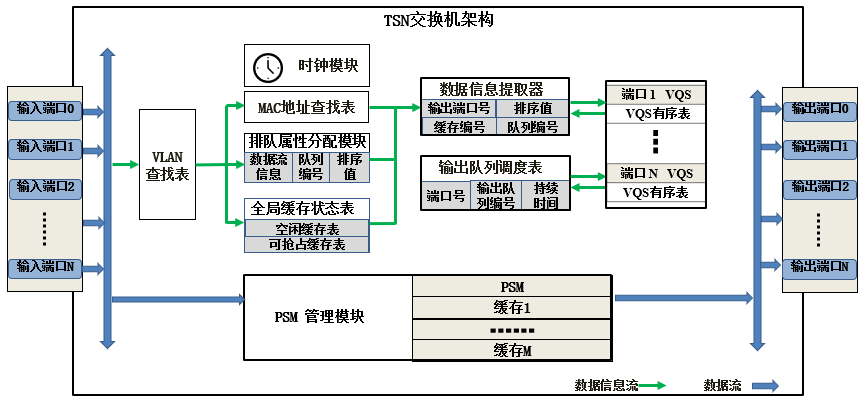 TSN交换机架构
输入端口0
输入端口1
输入端口2
输入端口N
VLAN
查找表
时钟模块
MAC地址查找表
排队属性分配模块
数据流
信息
队列
编号
排序
值
全局缓存状态表
空闲缓存表
可抢占缓存表
数据信息提取器
输出端口号
排序值
缓存编号
队列编号
输出队列调度表
端口号
输出队
列编号
持续
时间
端口1 VQS
VQS有序表
端口N VQS
VQS有序表
PSM 管理模块
PSM
缓存1
缓存M
输出端口0
输出端口1
输出端口2
输出端口N
数据信息流
数据流